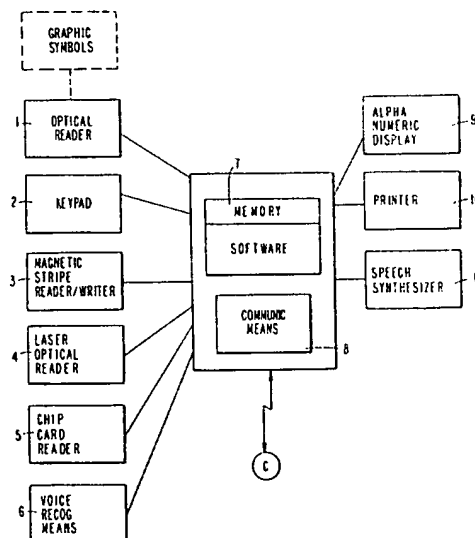 GRAPHIC
SYMBOLS
1
OPTICAL
READER
2
KEYPAD
3
MAGNETIC
STRIPE
READER/WRITER
4
LASER
OPTICAL
READER
5
CHIP
CARD
READER
6
VOICE
RECOG
MEANS
7
MEMORY
SOFTWARE
COMMUNIC
MEANS
8
C
ALPHA
NUMERIC
DISPLAY
PRINTER
SPEECH
SYNTHESIZER